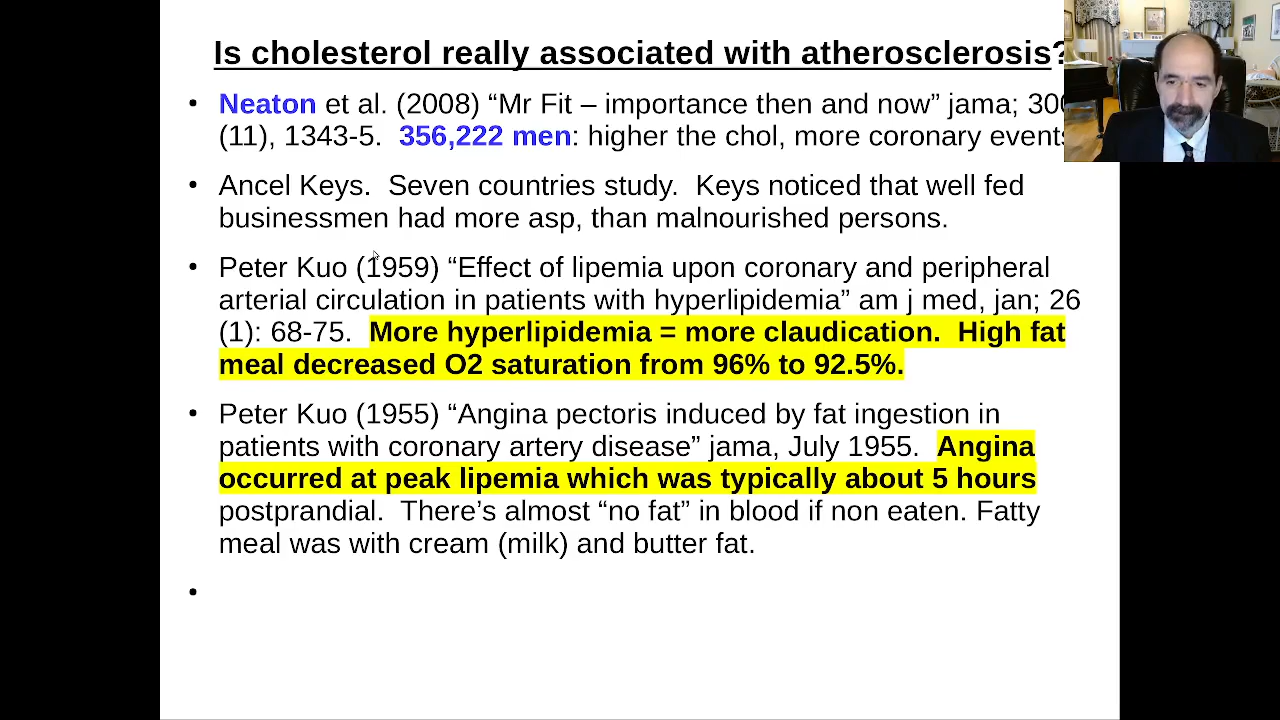 Is cholesterol really associated with atherosclerosis?
• Neaton et al. (2008) “Mr Fit – importance then and now” jama; 300
(11), 1343-5.  356,222 men: higher the chol, more coronary events
• Ancel Keys.  Seven countries study.  Keys noticed that well fed
businessmen had more asp, than malnourished persons.
• Peter Kuo (1959) “Effect of lipemia upon coronary and peripheral
arterial circulation in patients with hyperlipidemia” am j med, jan; 26
(1): 68-75.  More hyperlipidemia = more claudication.  High fat
meal decreased O2 saturation from 96% to 92.5%.
• Peter Kuo (1955) “Angina pectoris induced by fat ingestion in
patients with coronary artery disease” jama, July 1955.  Angina
occurred at peak lipemia which was typically about 5 hours
postprandial.  There’s almost “no fat” in blood if non eaten. Fatty
meal was with cream (milk) and butter fat.
•